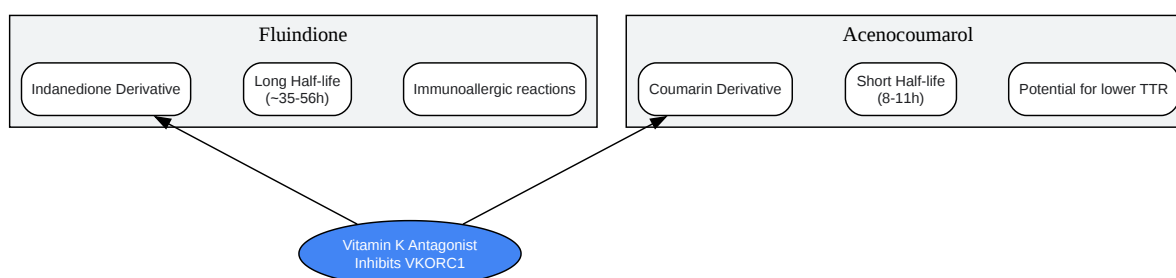 Fluindione
Acenocoumarol
Indanedione Derivative
Long Half-life
(~35-56h)
Immunoallergic reactions
Coumarin Derivative
Short Half-life
(8-11h)
Potential for lower TTR
Vitamin K Antagonist
Inhibits VKORC1